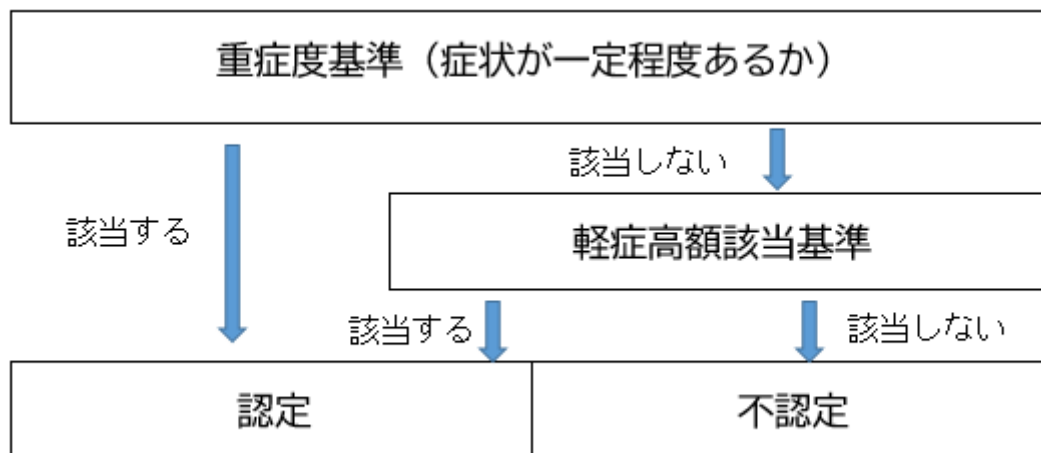 重症度基準（症状が一定程度あるか）
該当しない
該当する
軽症高額該当基準
該当する
該当しない
認定
不認定